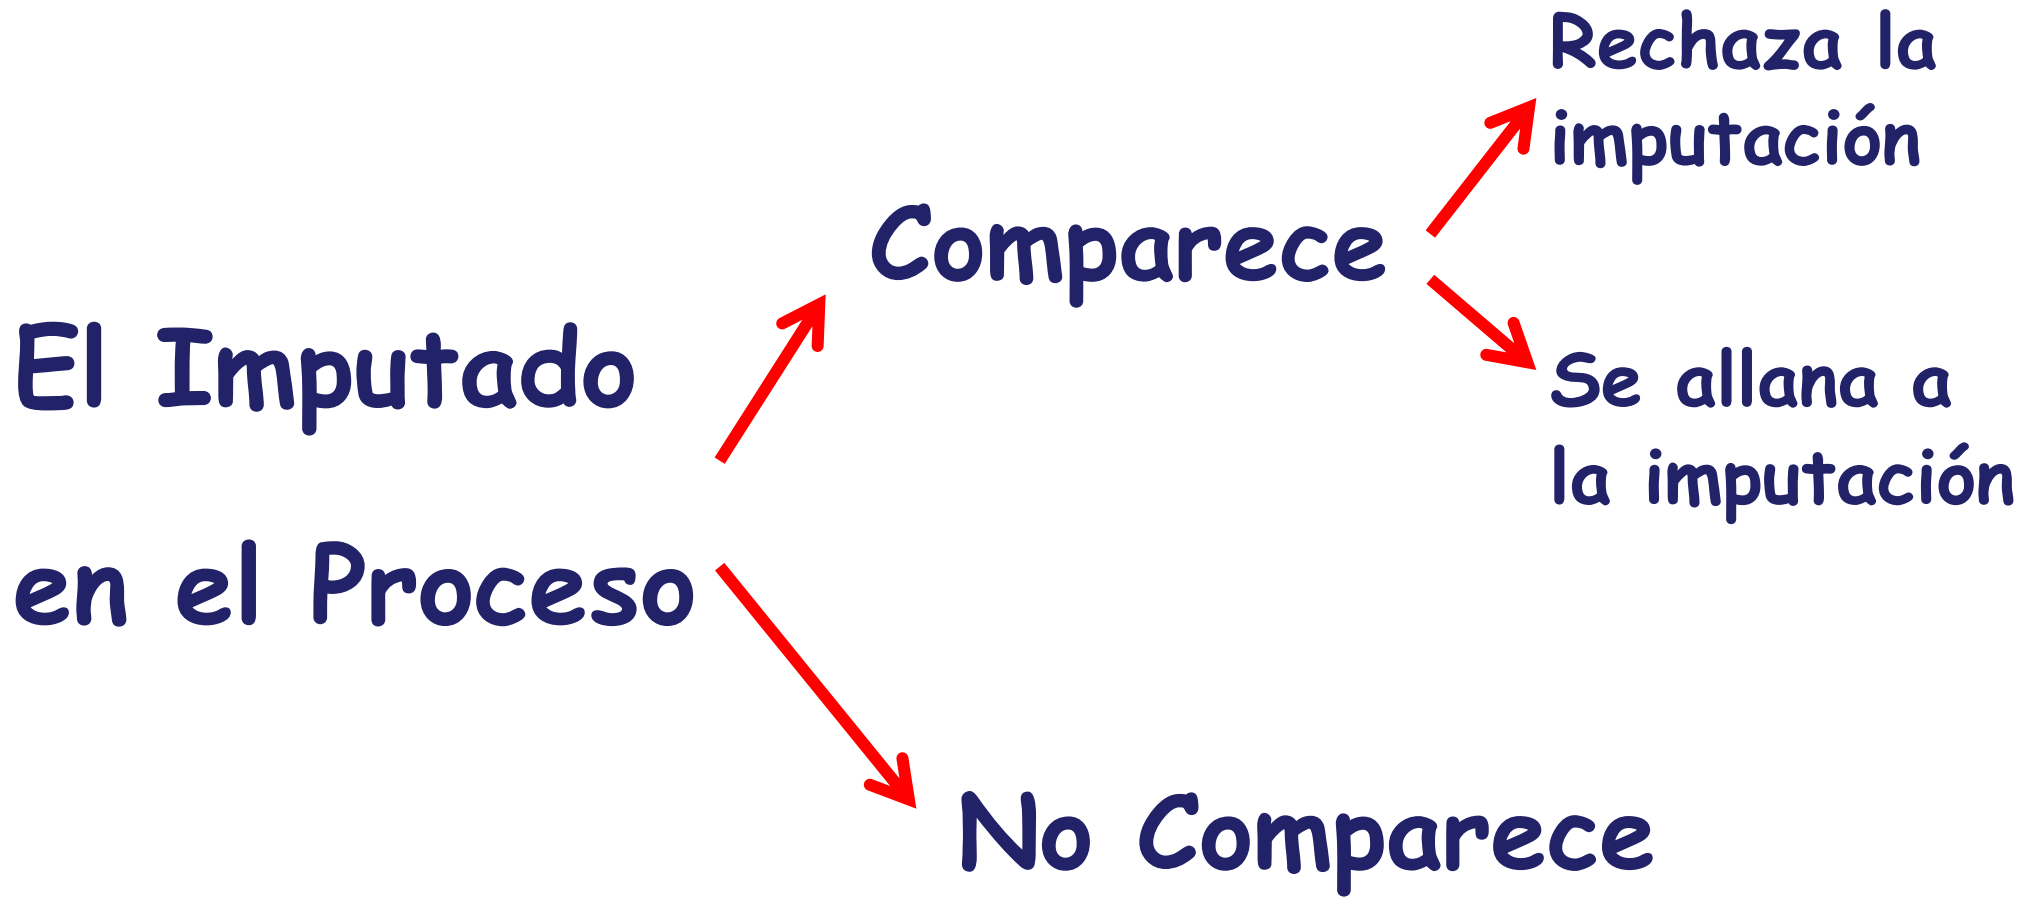 El Imputado
en el Proceso
Comparece
Rechaza la
imputación
Se allana a
la imputación
No Comparece